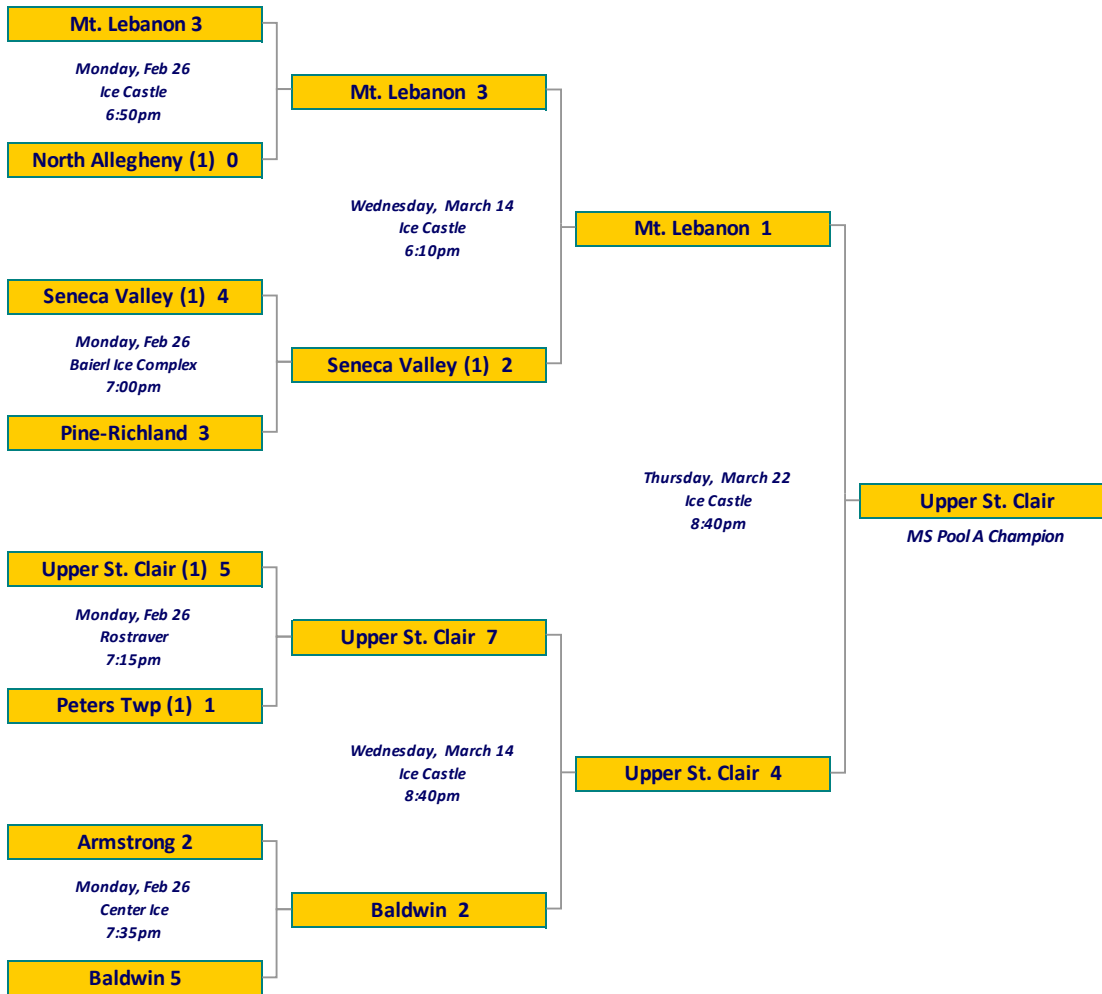 Mt. Lebanon 3
Monday, Feb 26
Ice Castle
6:50pm
North Allegheny (1) 0
Mt. Lebanon 3
Wednesday, March 14
Ice Castle
6:10pm
Seneca Valley (1) 4
Monday, Feb 26
Baierl Ice Complex
7:00pm
Pine-Richland 3
Seneca Valley (1) 2
Mt. Lebanon 1
Thursday, March 22
Ice Castle
8:40pm
Upper St. Clair
MS Pool A Champion
Upper St. Clair (1) 5
Monday, Feb 26
Rostraver
7:15pm
Peters Twp (1) 1
Upper St. Clair 7
Wednesday, March 14
Ice Castle
8:40pm
Upper St. Clair 4
Armstrong 2
Monday, Feb 26
Center Ice
7:35pm
Baldwin 5
Baldwin 2